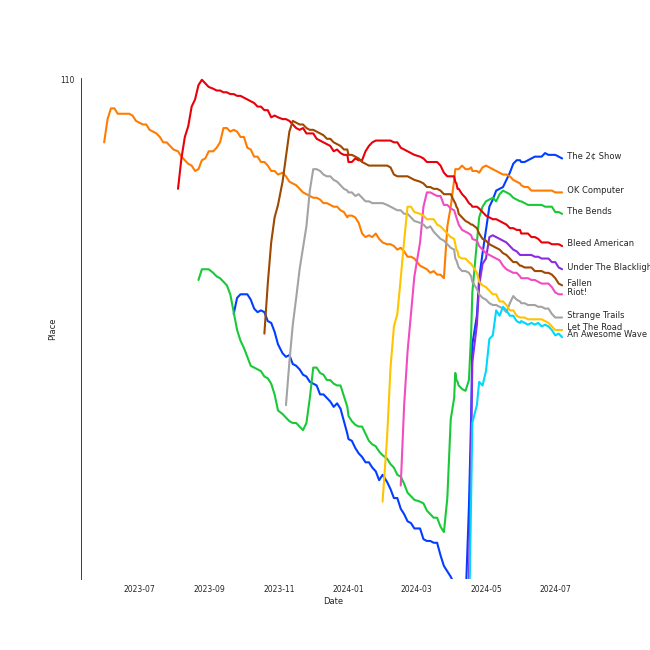 110
The 2¢ Show
OK Computer
The Bends
Bleed American
Under The Blackligh
Fallen
Riot!
Strange Trails
Let The Road
An Awesome Wave
Place
2023-07 2023-09 2023-11 2024-01 2024-03 2024-05 2024-07
Date